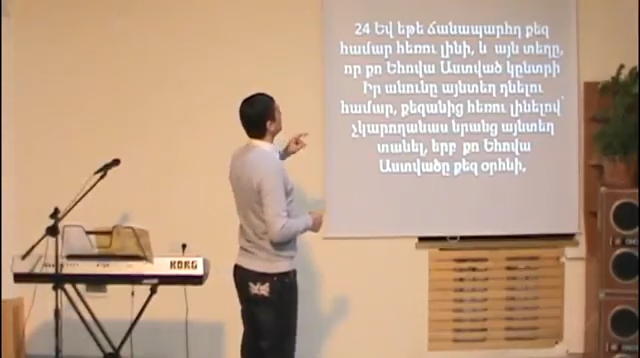 24 Եվ եթե ճանապարհդ քեզ
համար հեռու լինի, և այն տեղը,
որ քո Եհովա Աստված կընտրի
Իր անունը այնտեղ դնելու
համար, քեզանից հեռու լինելով՝
չկարողանաս նրանց այնտեղ
տանել, երբ քո Եհովա
Աստվածը քեզ օրհնի,
KORG